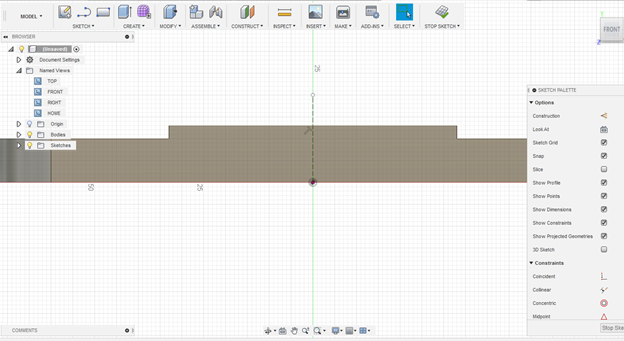 MODEL
SKETCH
CREATE
MODIFY
ASSEMBLE
CONSTRUCT
INSPECT
INSERT
MAKE
ADD-INS
SELECT
STOP SKETCH
BROWSER
(Unsaved)
Document Settings
Named Views
TOP
FRONT
RIGHT
HOME
Origin
Bodies
Sketches
25
50
25
FRONT
Z
SKETCH PALETTE
Options
Construction
Look At
Sketch Grid
Snap
Slice
Show Profile
Show Points
Show Dimensions
Show Constraints
Show Projected Geometries
3D Sketch
Constraints
Coincident
Collinear
Concentric
Midpoint
Stop Ske
COMMENTS